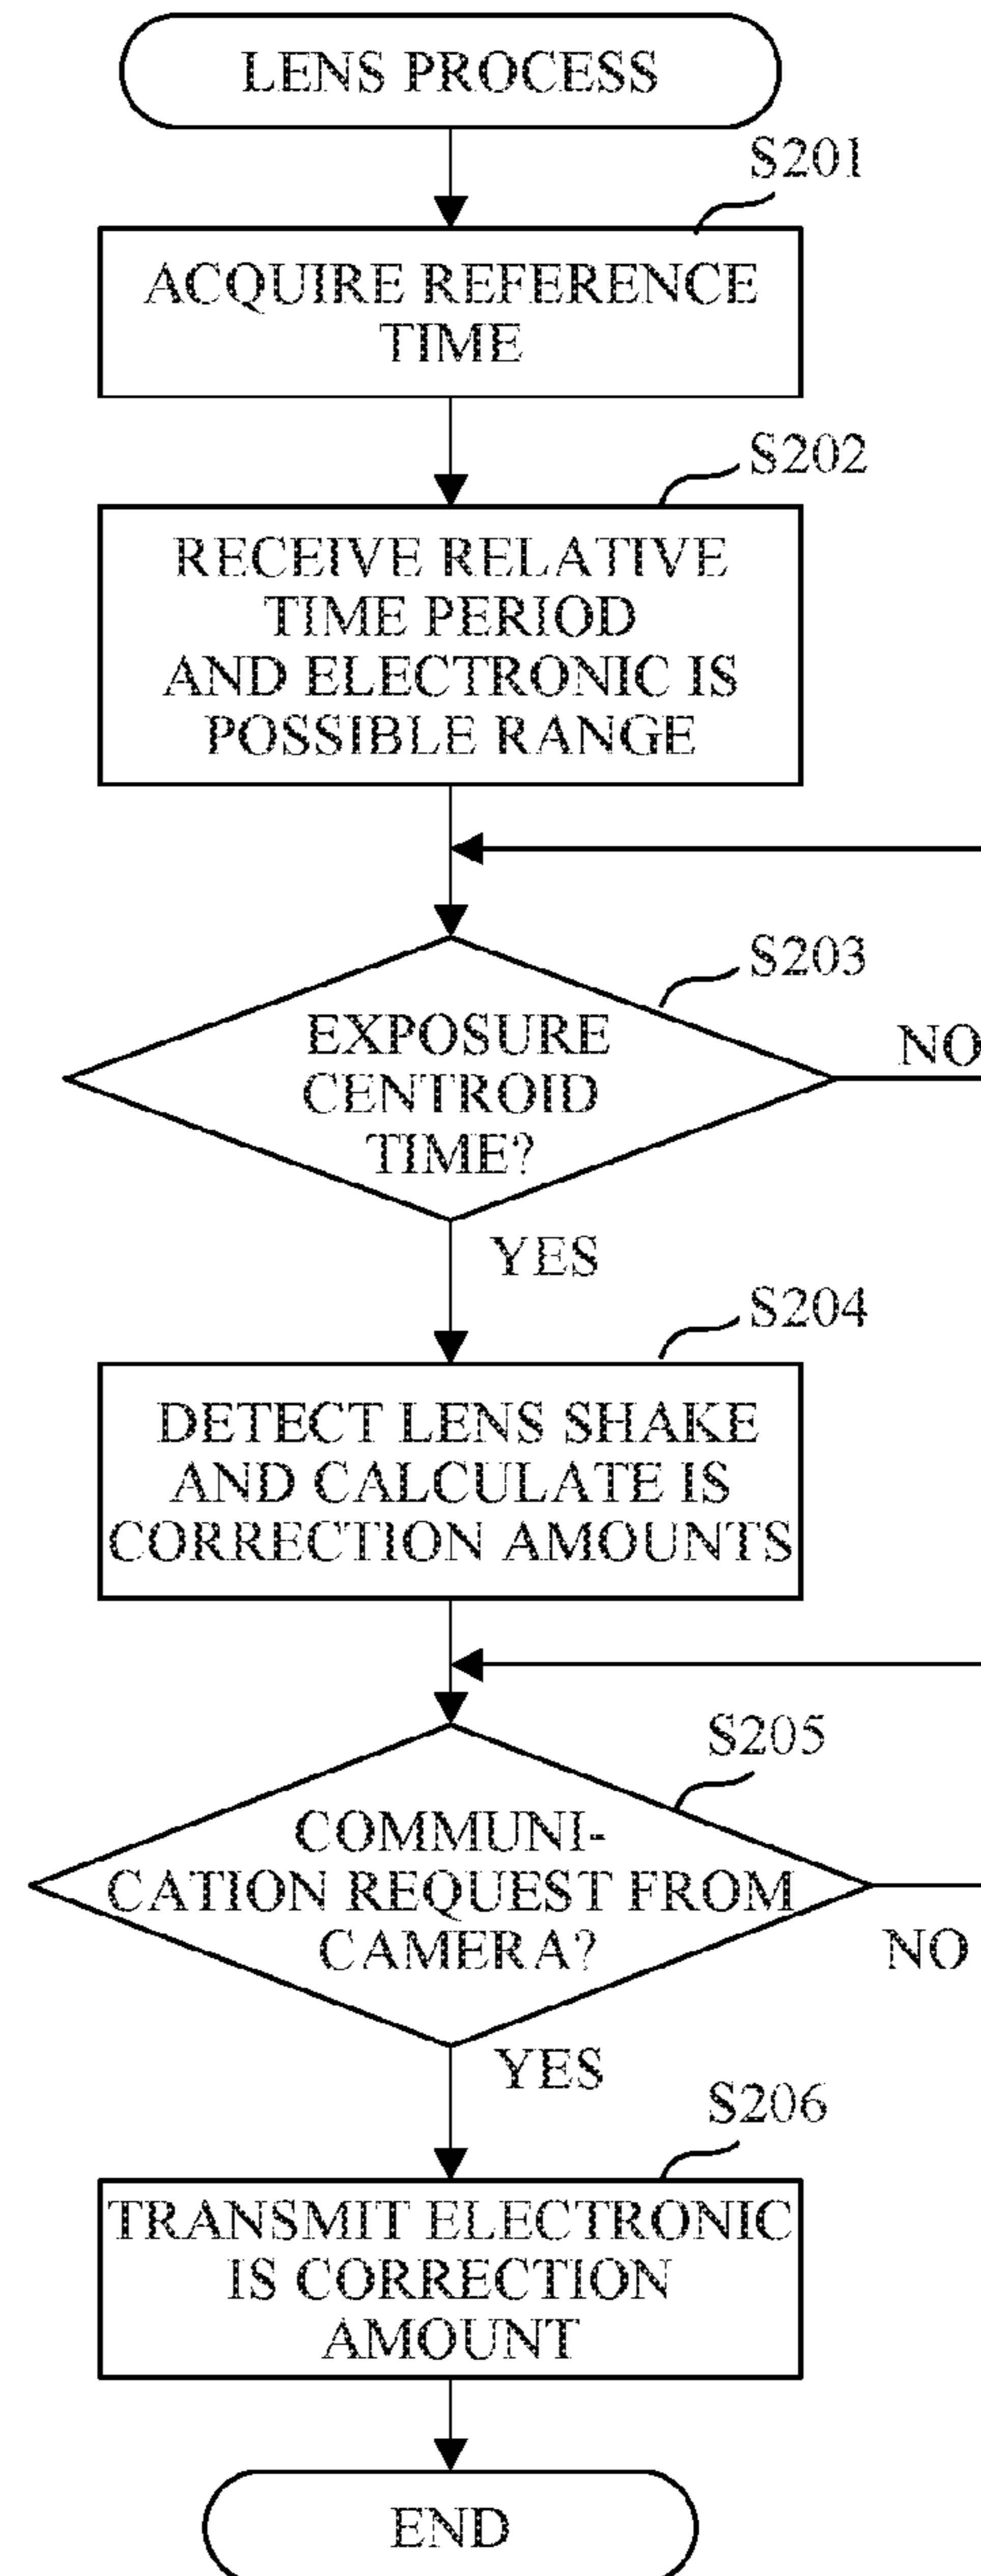 LENS PROCESS
S201
ACQUIRE REFERENCE
TIME
S202
RECEIVE RELATIVE
TIME PERIOD
AND ELECTRONIC IS
POSSIBLE RANGE
S203
EXPOSURE
CENTROID
TIME?
NO
YES
S204
DETECT LENS SHAKE
AND CALCULATE IS
CORRECTION AMOUNTS
S205
COMMUNI-
CATION REQUEST FROM
CAMERA?
NO
YES
S206
TRANSMIT ELECTRONIC
IS CORRECTION
AMOUNT
END